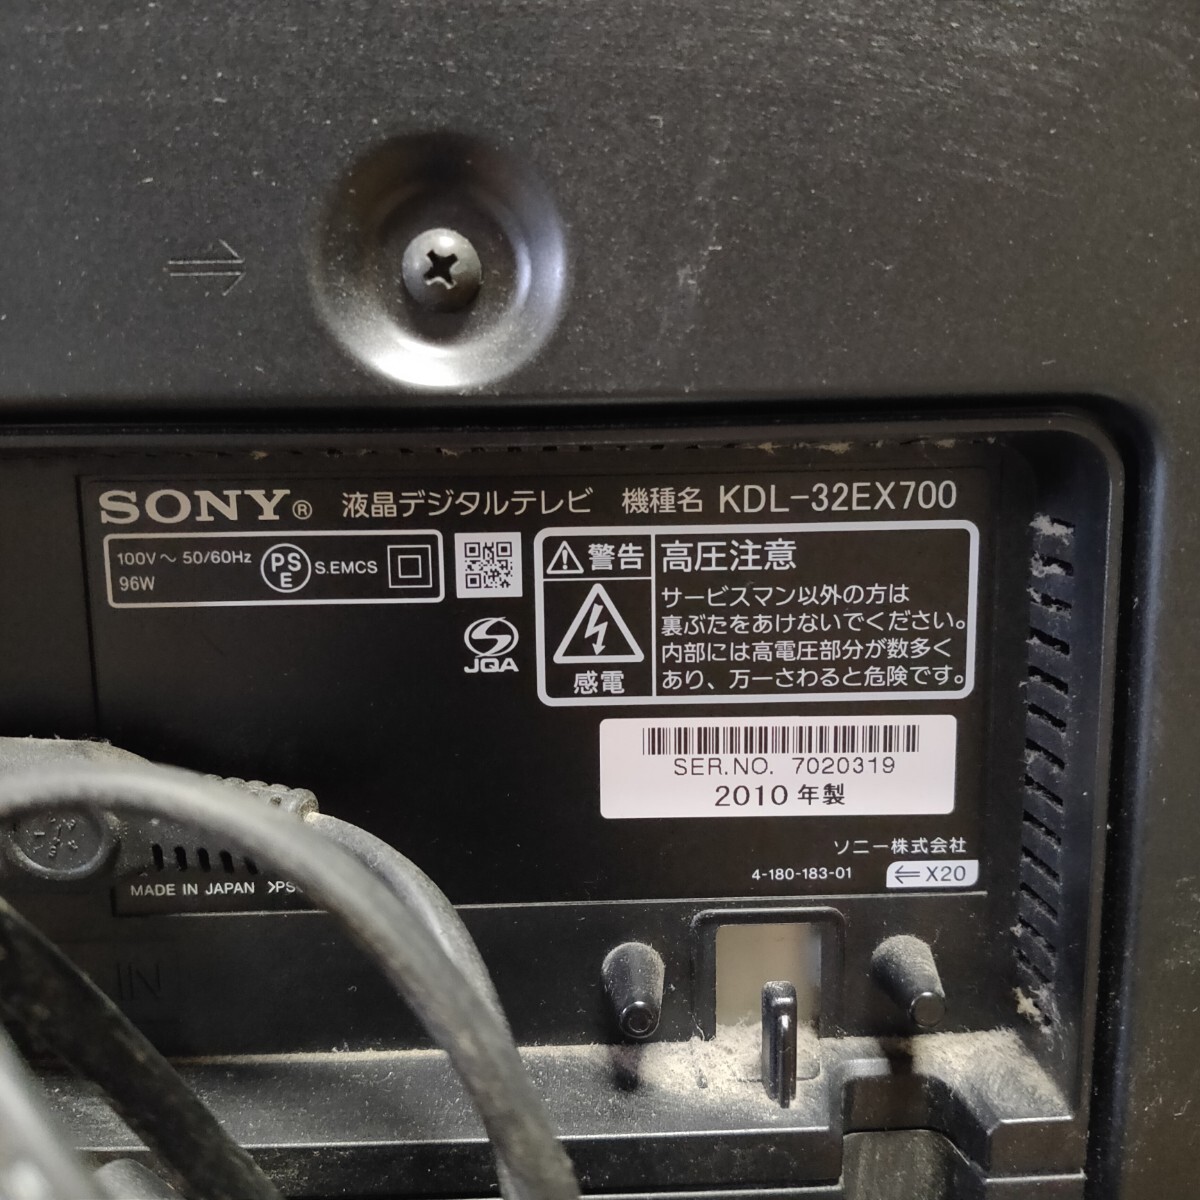 SONY® 液晶デジタルテレビ 機種名 KDL-32EX700
100V～ 50/60Hz
96W
PSE
S.EMCS
JQA
警告
感電
高圧注意
サービスマン以外の方は
裏ぶたをあけないでください。
内部には高電圧部分が数多く
あり、万一さわると危険です。
SER.NO. 7020319
2010年製
ソニー株式会社
4-180-183-01
⇐X20
MADE IN JAPAN
IN